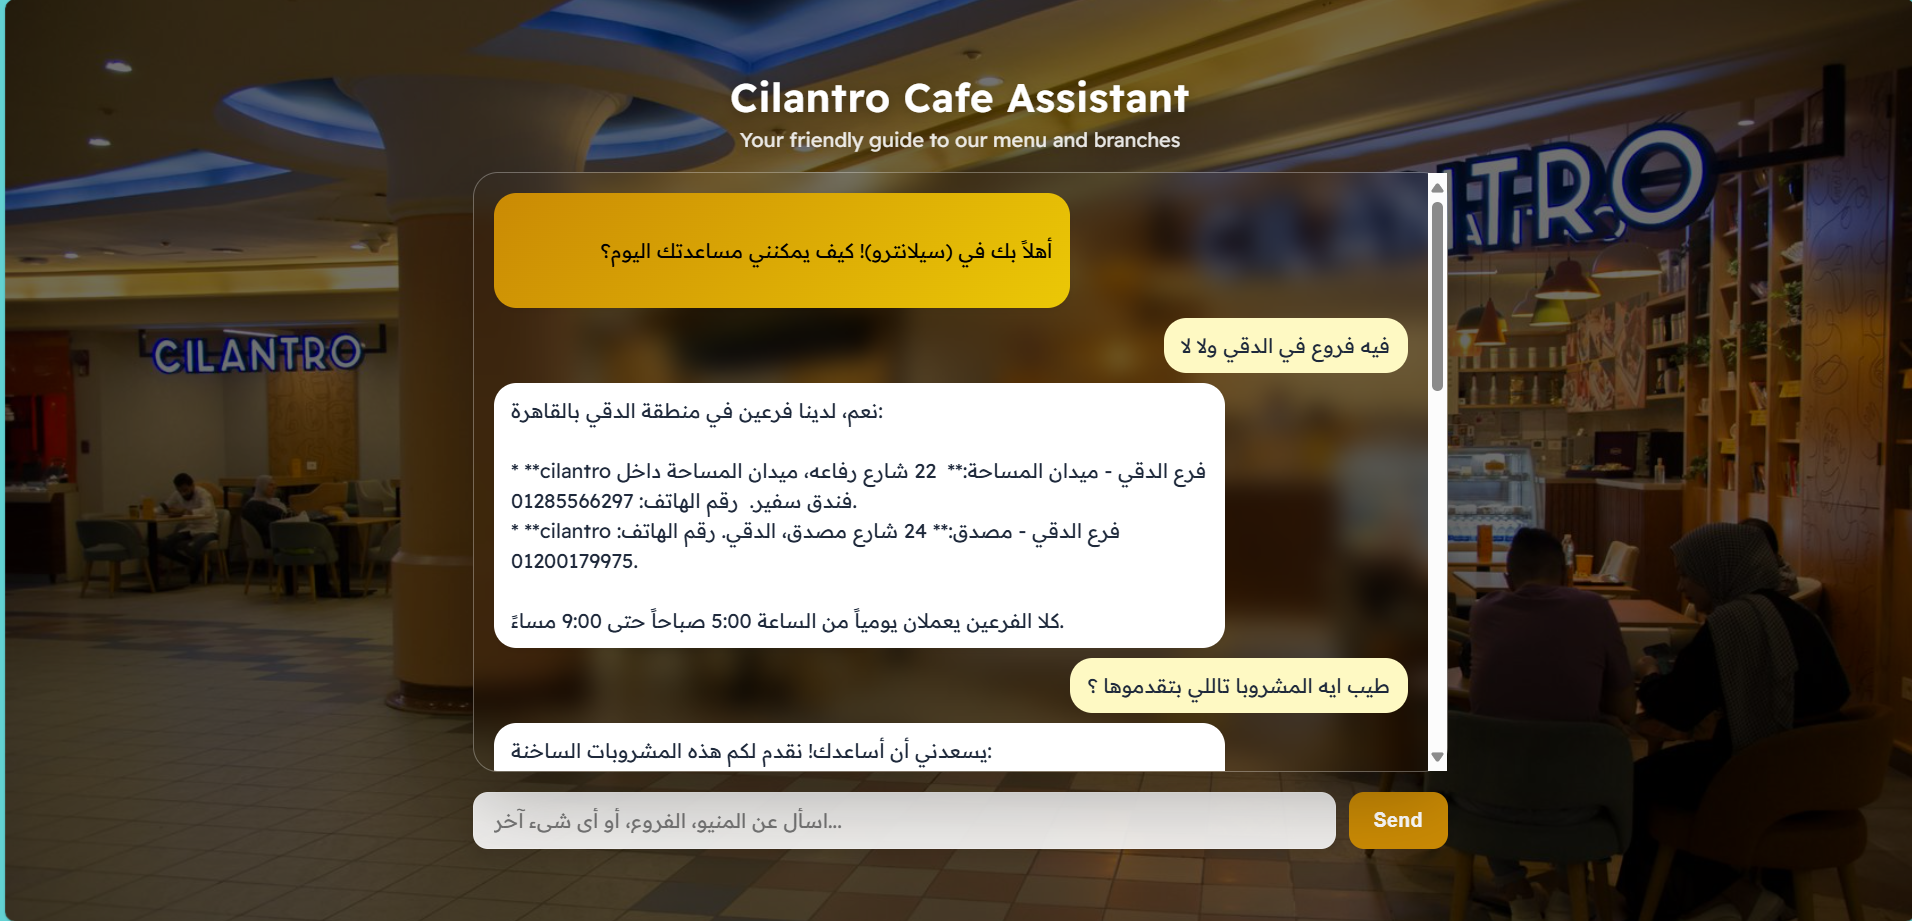 Cilantro Cafe Assistant
Your friendly guide to our menu and branches
CILANTRO
NTRO
أهلاً بك في (سيلانترو)! كيف يمكنني مساعدتك اليوم؟
فيه فروع في الدقي ولا لا
نعم، لدينا فرعين في منطقة الدقي بالقاهرة:
* **cilantro فرع الدقي - ميدان المساحة:**  22 شارع رفاعه، ميدان المساحة داخل
فندق سفير.  رقم الهاتف: 01285566297.
* **cilantro فرع الدقي - مصدق:** 24 شارع مصدق، الدقي. رقم الهاتف:
01200179975.
كلا الفرعين يعملان يومياً من الساعة 5:00 صباحاً حتى 9:00 مساءً.
طيب ايه المشروبا تاللي بتقدموها ؟
يسعدني أن أساعدك! نقدم لكم هذه المشروبات الساخنة:
اسأل عن المنيو، الفروع، أو أي شيء آخر...
Send